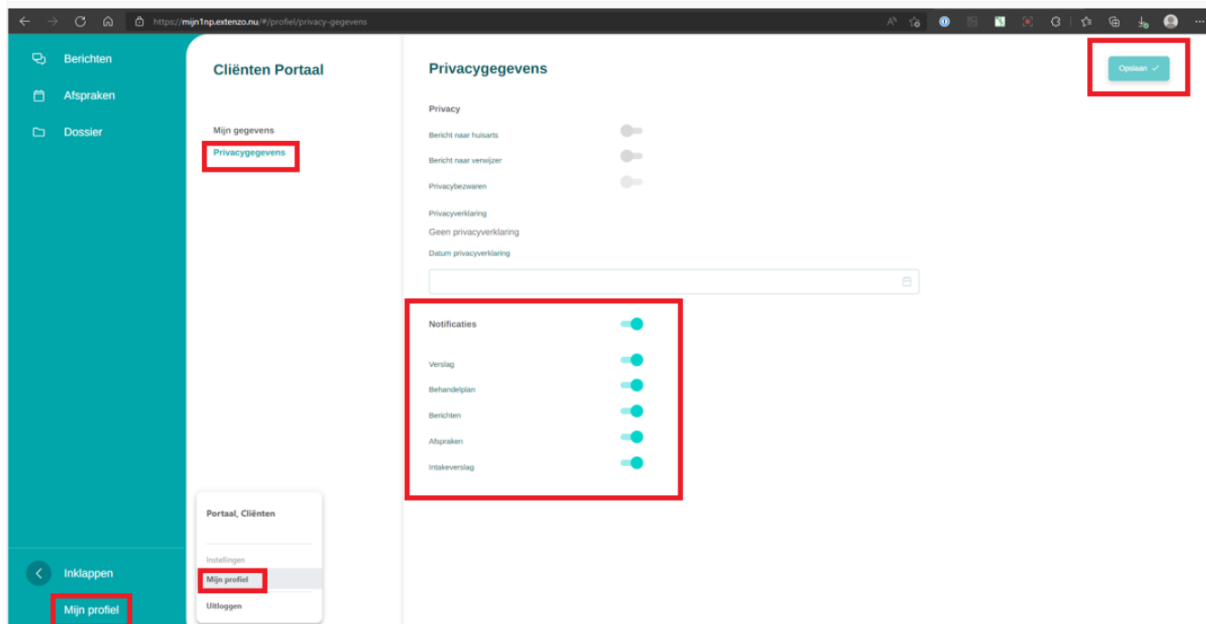 https://mijn1np.extenzo.nu/#/profiel/privacy-gegevens
Berichten
Afspraken
Dossier
Inklappen
Mijn profiel
Cliënten Portaal
Mijn gegevens
Privacygegevens
Portaal, Cliënten
Instellingen
Mijn profiel
Uitloggen
Privacygegevens
Opslaan
Privacy
Bericht naar huisarts
Bericht naar verwijzer
Privacybezwaren
Privacyverklaring
Geen privacyverklaring
Datum privacyverklaring
Notificaties
Verslag
Behandelplan
Berichten
Afspraken
Intakeverslag